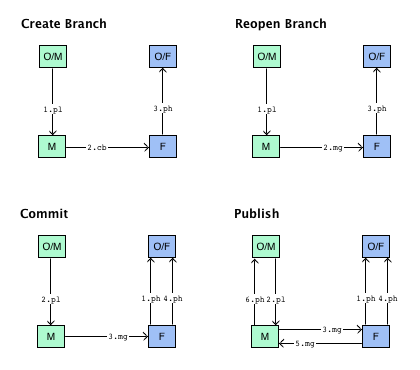 Create Branch
Reopen Branch
O/M
O/F
O/M
O/F
1.pl
3.ph
1.pl
3.ph
M
2.cb
F
M
2.mg
F
Commit
Publish
O/M
O/F
O/M
O/F
2.pl
1.ph
4.ph
6.ph
2.pl
1.ph
4.ph
M
3.mg
F
M
3.mg
5.mg
F